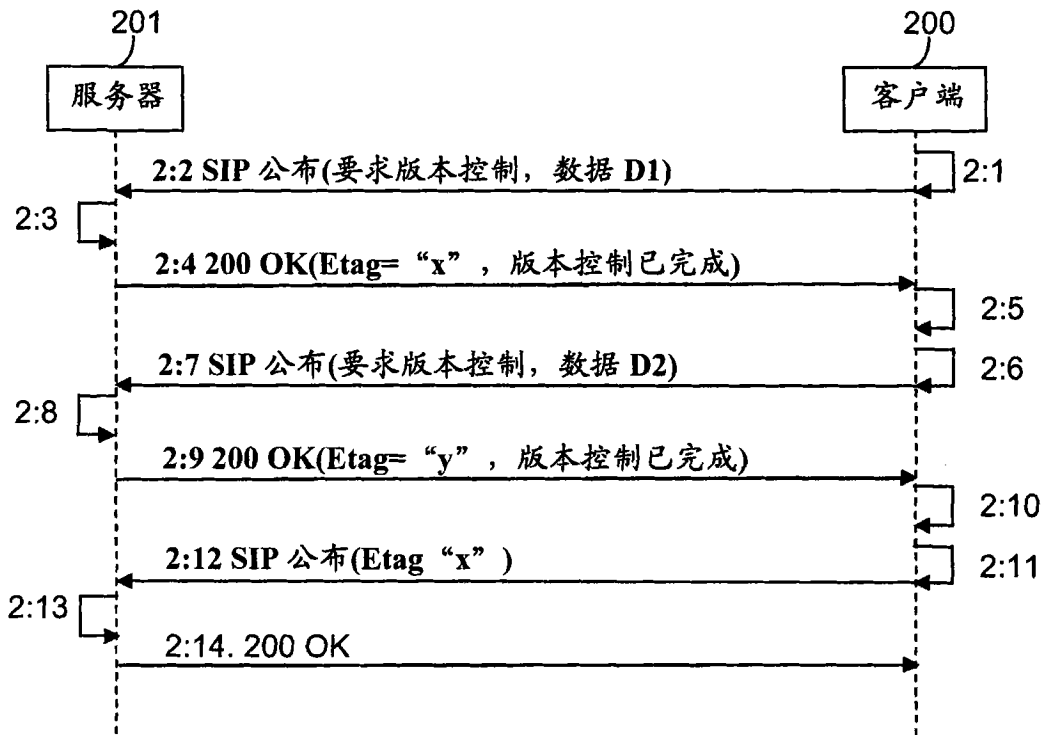 201
200
服务器
客户端
2:2 SIP 公布(要求版本控制，数据 D1)
2:1
2:3
2:4 200 OK(Etag= “x” ，版本控制已完成)
2:5
2:7 SIP 公布(要求版本控制，数据 D2)
2:6
2:8
2:9 200 OK(Etag= “y” ，版本控制已完成)
2:10
2:12 SIP 公布(Etag “x” )
2:11
2:13
2:14. 200 OK